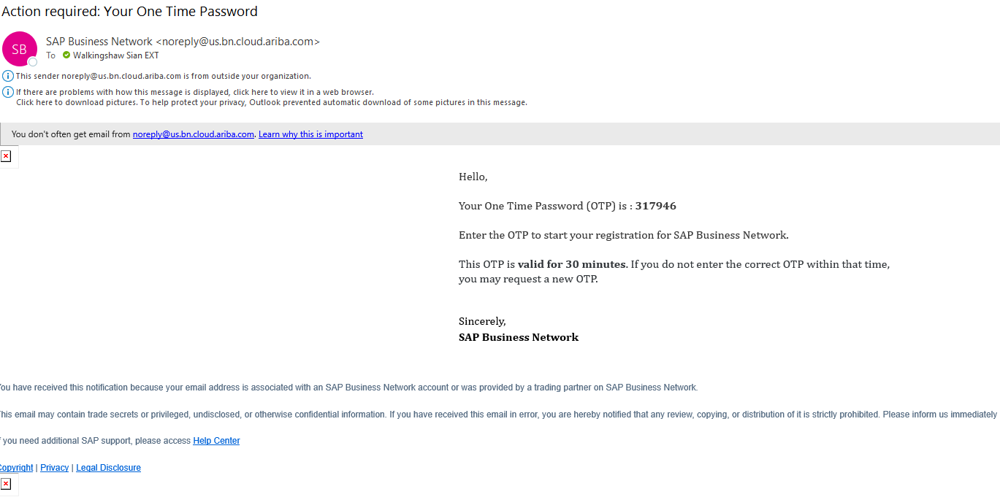 Action required: Your One Time Password
SB
SAP Business Network <noreply@us.bn.cloud.ariba.com>
To Walkingshaw Sian EXT
This sender noreply@us.bn.cloud.ariba.com is from outside your organization.
If there are problems with how this message is displayed, click here to view it in a web browser.
Click here to download pictures. To help protect your privacy, Outlook prevented automatic download of some pictures in this message.
You don't often get email from noreply@us.bn.cloud.ariba.com. Learn why this is important
Hello,
Your One Time Password (OTP) is : 317946
Enter the OTP to start your registration for SAP Business Network.
This OTP is valid for 30 minutes. If you do not enter the correct OTP within that time,
you may request a new OTP.
Sincerely,
SAP Business Network
You have received this notification because your email address is associated with an SAP Business Network account or was provided by a trading partner on SAP Business Network.
This email may contain trade secrets or privileged, undisclosed, or otherwise confidential information. If you have received this email in error, you are hereby notified that any review, copying, or distribution of it is strictly prohibited. Please inform us immediately
If you need additional SAP support, please access Help Center
Copyright | Privacy | Legal Disclosure